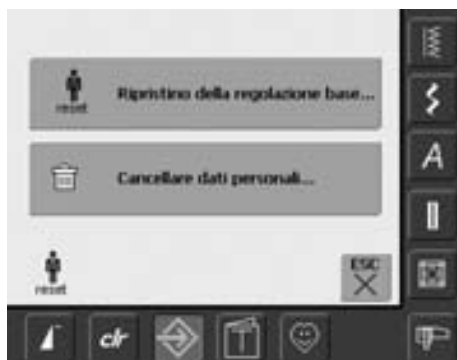 reset
Ripristino della regolazione base...
Cancellare dati personali...
reset
ESC
A
clr